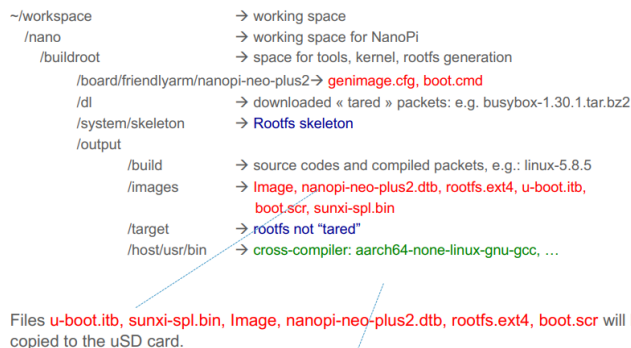 ~/workspace → working space
/nano → working space for NanoPi
/buildroot → space for tools, kernel, rootfs generation
/board/friendlyarm/nanopi-neo-plus2→ genimage.cfg, boot.cmd
/dl → downloaded « tared » packets: e.g. busybox-1.30.1.tar.bz2
/system/skeleton → Rootfs skeleton
/output
/build → source codes and compiled packets, e.g.: linux-5.8.5
/images → Image, nanopi-neo-plus2.dtb, rootfs.ext4, u-boot.itb,
boot.scr, sunxi-spl.bin
/target → rootfs not “tared”
/host/usr/bin → cross-compiler: aarch64-none-linux-gnu-gcc, …
Files u-boot.itb, sunxi-spl.bin, Image, nanopi-neo-plus2.dtb, rootfs.ext4, boot.scr will
copied to the uSD card.